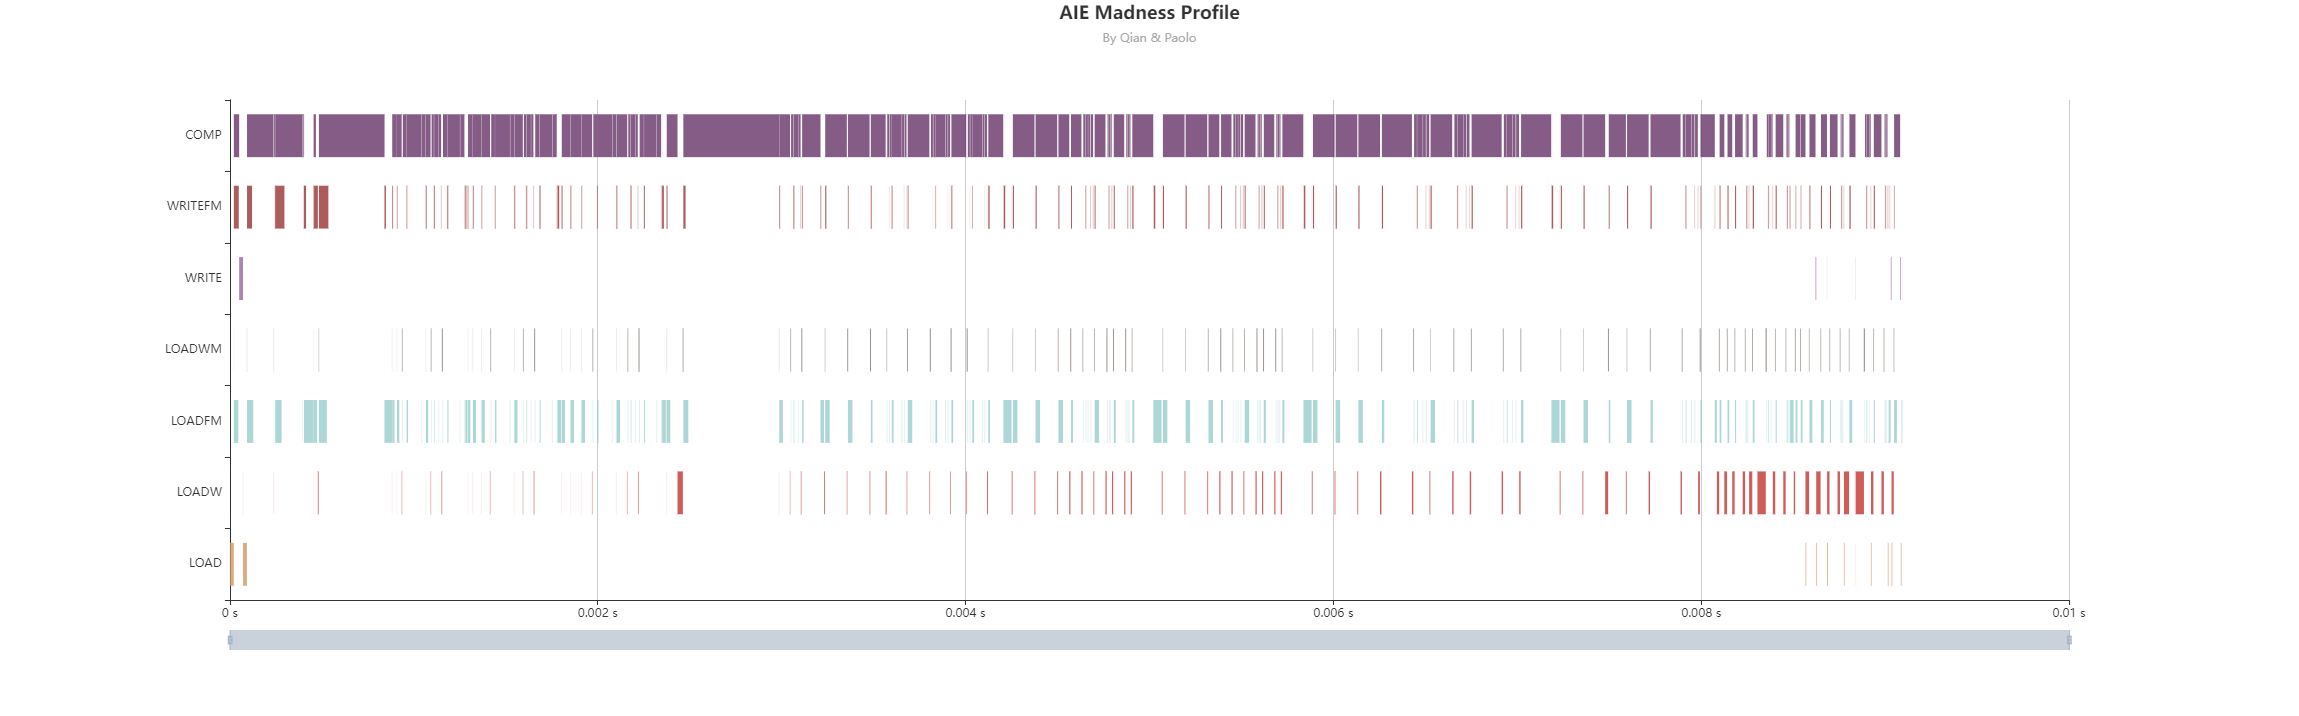 AIE Madness Profile
By Qian & Paolo
COMP
WRITEFM
WRITE
LOADWM
LOADFM
LOADW
LOAD
0 s 0.002 s 0.004 s 0.006 s 0.008 s 0.01 s